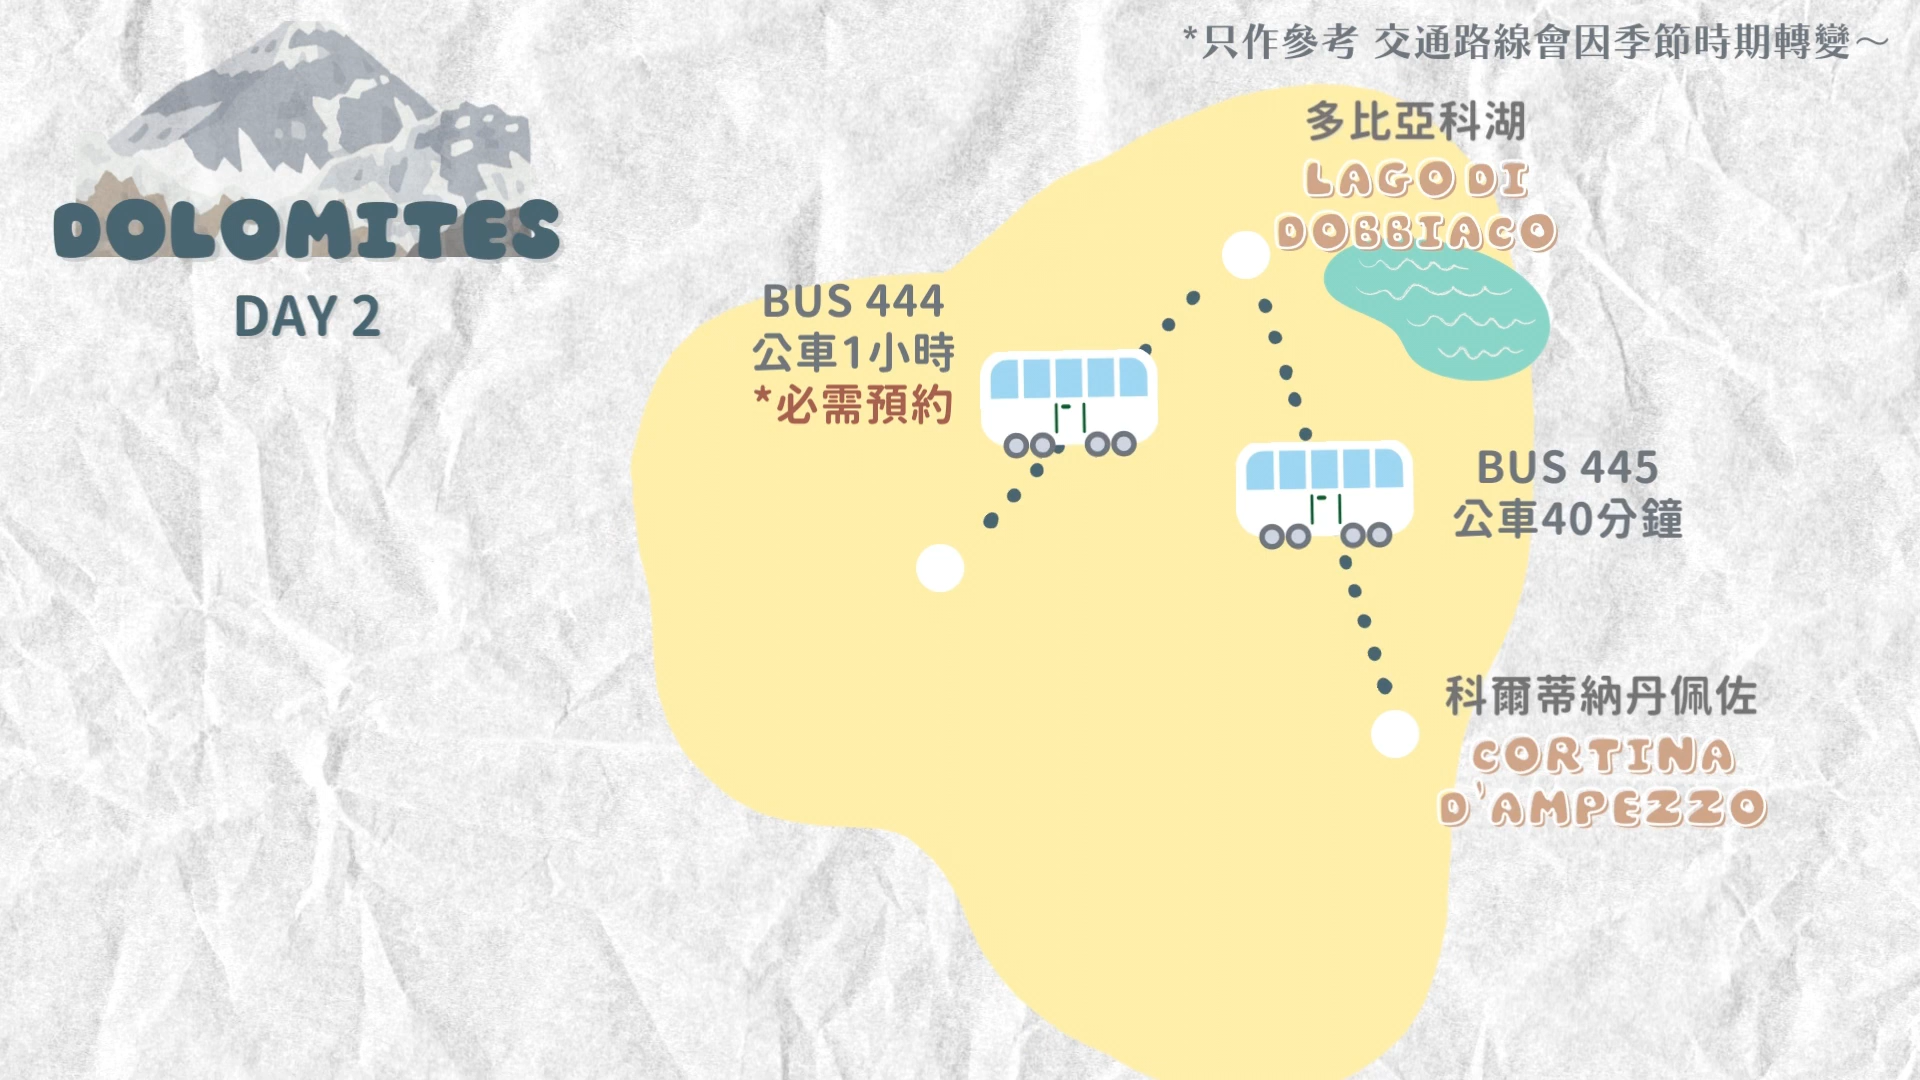 *只作參考 交通路線會因季節時期轉變～
DOLOMITES
DAY 2
多比亞科湖
LAGO DI
DOBBIACO
BUS 444
公車1小時
*必需預約
BUS 445
公車40分鐘
科爾蒂納丹佩佐
CORTINA
D'AMPEZZO